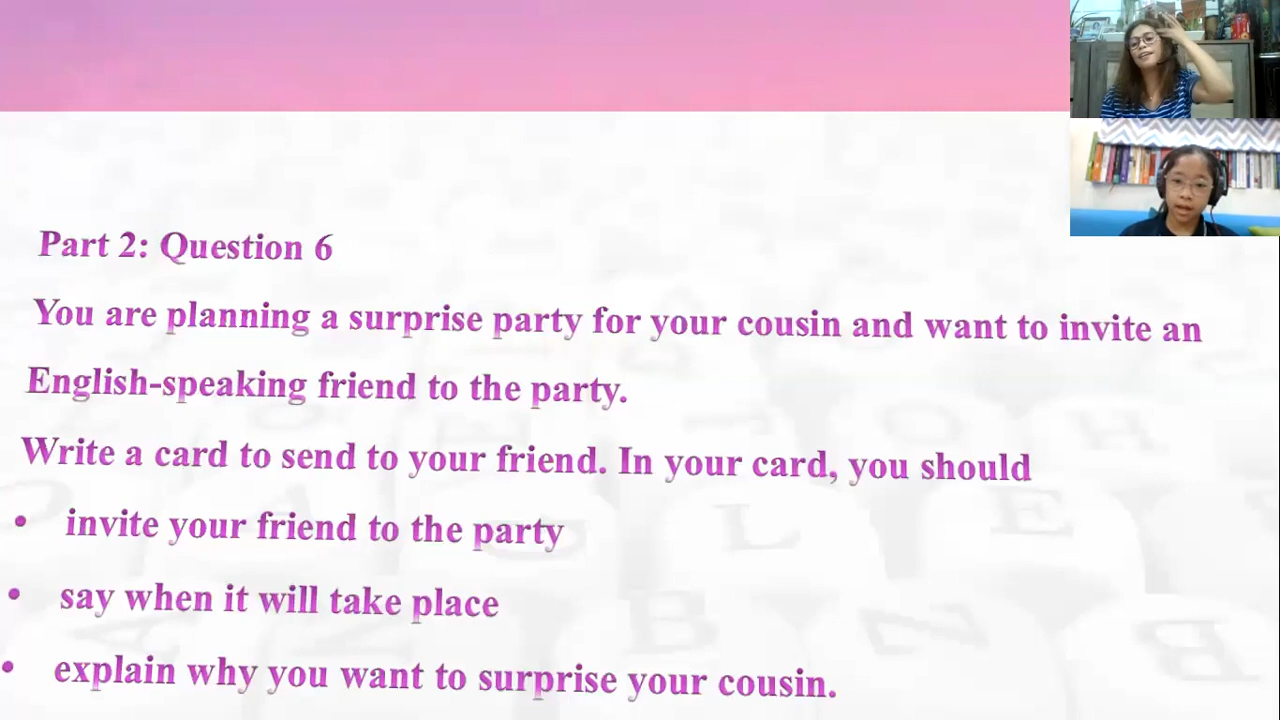 Part 2: Question 6
You are planning a surprise party for your cousin and want to invite an
English-speaking friend to the party.
Write a card to send to your friend. In your card, you should
• invite your friend to the party
• say when it will take place
• explain why you want to surprise your cousin.